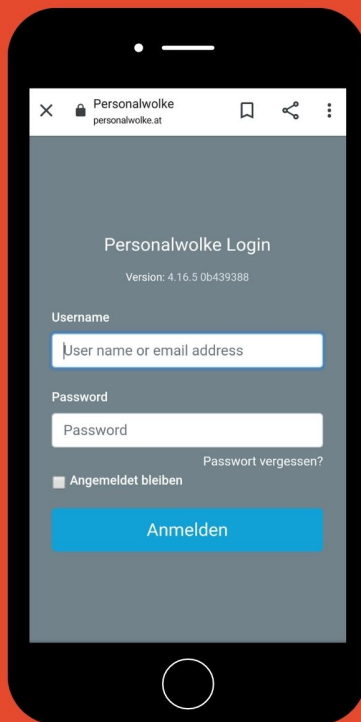 Personalwolke
personalwolke.at
Personalwolke Login
Version: 4.16.5 0b439388
Username
User name or email address
Password
Password
Passwort vergessen?
Angemeldet bleiben
Anmelden